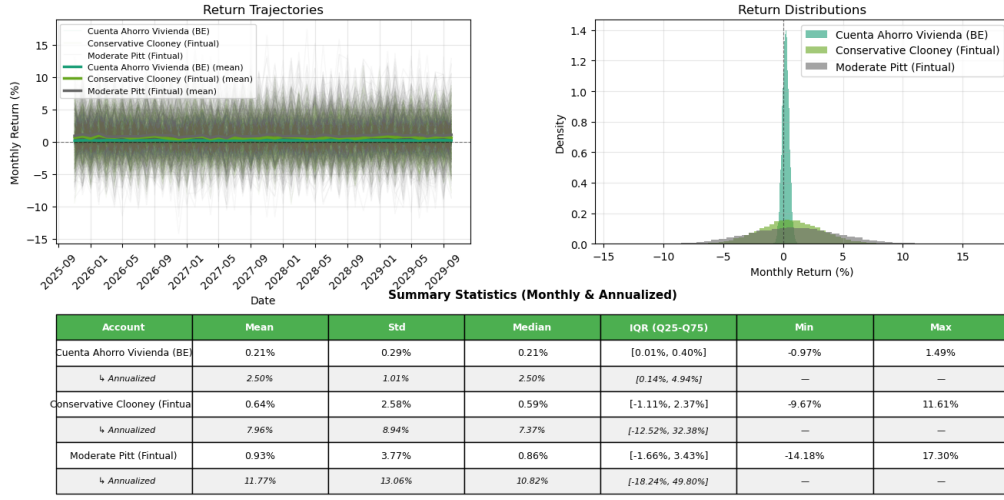 Return Trajectories
Monthly Return (%)
15
10
5
0
−5
−10
−15
Cuenta Ahorro Vivienda (BE)
Conservative Clooney (Fintual)
Moderate Pitt (Fintual)
Cuenta Ahorro Vivienda (BE) (mean)
Conservative Clooney (Fintual) (mean)
Moderate Pitt (Fintual) (mean)
2025-09
2026-01
2026-05
2026-09
2027-01
2027-05
2027-09
2028-01
2028-05
2028-09
2029-01
2029-05
2029-09
Date
Return Distributions
Density
1.4
1.2
1.0
0.8
0.6
0.4
0.2
0.0
Cuenta Ahorro Vivienda (BE)
Conservative Clooney (Fintual)
Moderate Pitt (Fintual)
−15 −10 −5 0 5 10 15
Monthly Return (%)
Summary Statistics (Monthly & Annualized)
Account Mean Std Median IQR (Q25-Q75) Min Max
Cuenta Ahorro Vivienda (BE) 0.21% 0.29% 0.21% [0.01%, 0.40%] -0.97% 1.49%
↳ Annualized 2.50% 1.01% 2.50% [0.14%, 4.94%] — —
Conservative Clooney (Fintual 0.64% 2.58% 0.59% [-1.11%, 2.37%] -9.67% 11.61%
↳ Annualized 7.96% 8.94% 7.37% [-12.52%, 32.38%] — —
Moderate Pitt (Fintual) 0.93% 3.77% 0.86% [-1.66%, 3.43%] -14.18% 17.30%
↳ Annualized 11.77% 13.06% 10.82% [-18.24%, 49.80%] — —